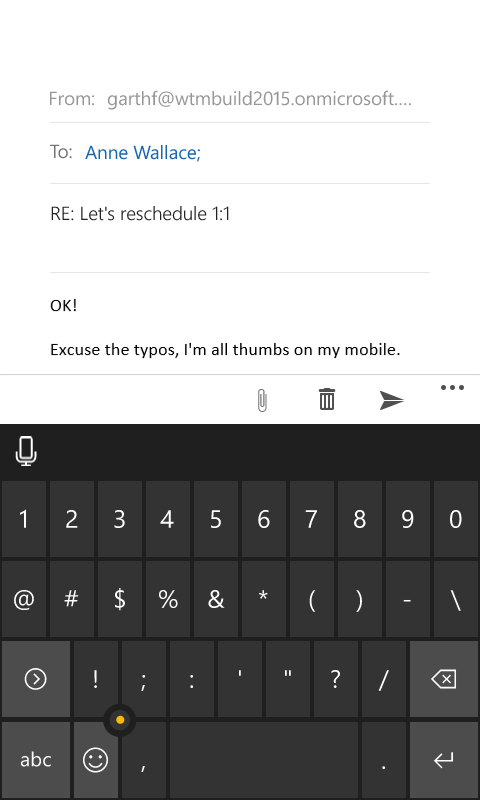 From: garthf@wtmbuild2015.onmicrosoft....
To: Anne Wallace;
RE: Let's reschedule 1:1
OK!
Excuse the typos, I'm all thumbs on my mobile.
1 2 3 4 5 6 7 8 9 0
@ # $ % & * ( ) - \
! ; : ' " ? /
abc , .